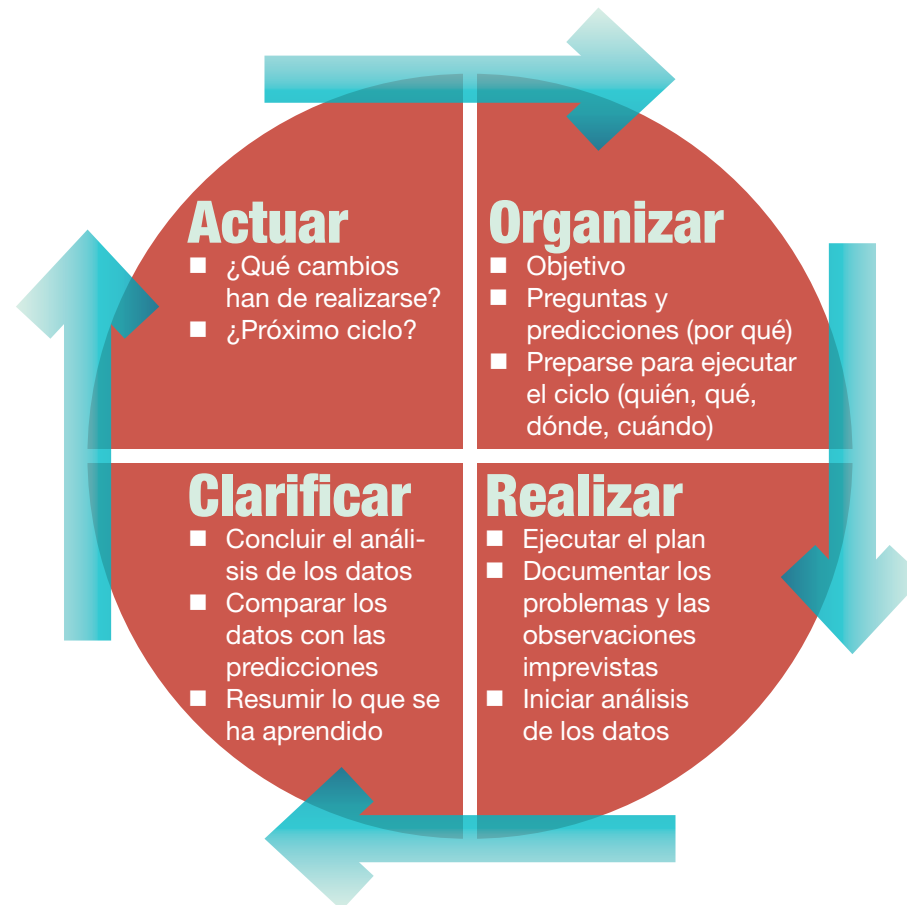 Actuar
■ ¿Qué cambios
han de realizarse?
■ ¿Próximo ciclo?
Organizar
■ Objetivo
■ Preguntas y
predicciones (por qué)
■ Prepararse para ejecutar
el ciclo (quién, qué,
dónde, cuándo)
Clarificar
■ Concluir el análi-
sis de los datos
■ Comparar los
datos con las
predicciones
■ Resumir lo que se
ha aprendido
Realizar
■ Ejecutar el plan
■ Documentar los
problemas y las
observaciones
imprevistas
■ Iniciar análisis
de los datos